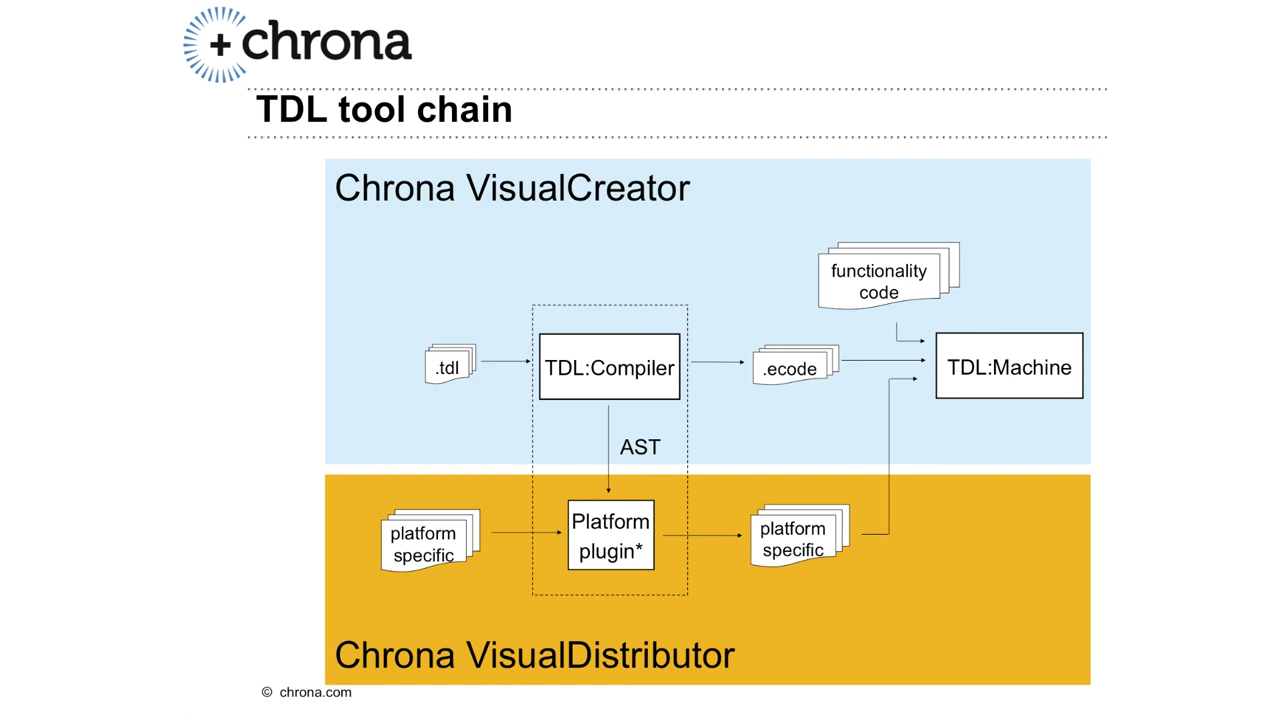 chrona
TDL tool chain
Chrona VisualCreator
functionality
code
.tdl
TDL:Compiler
.ecode
TDL:Machine
AST
platform
specific
Platform
plugin*
platform
specific
Chrona VisualDistributor
© chrona.com